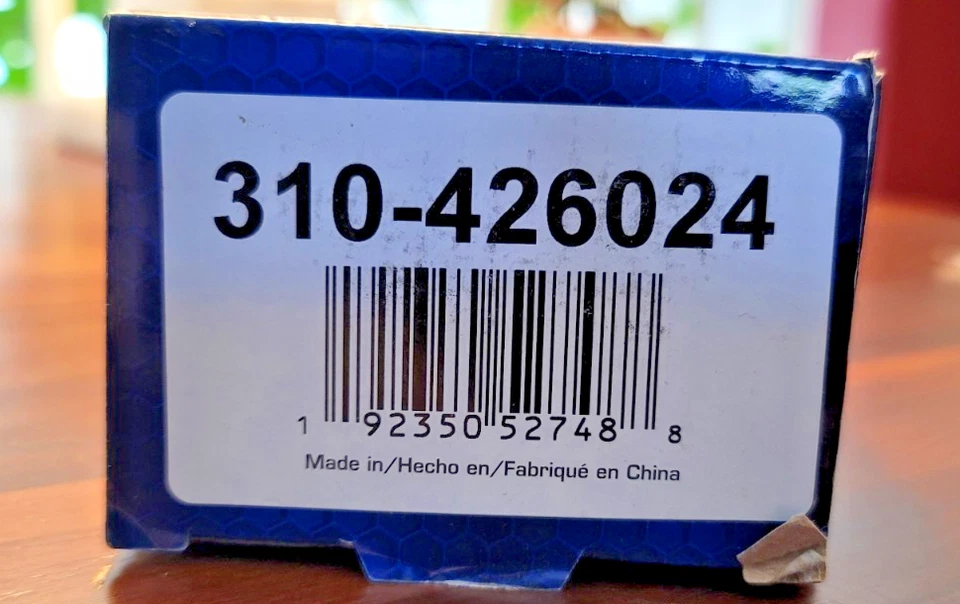 310-426024
1 92350 52748 8
Made in/Hecho en/Fabriqué en China